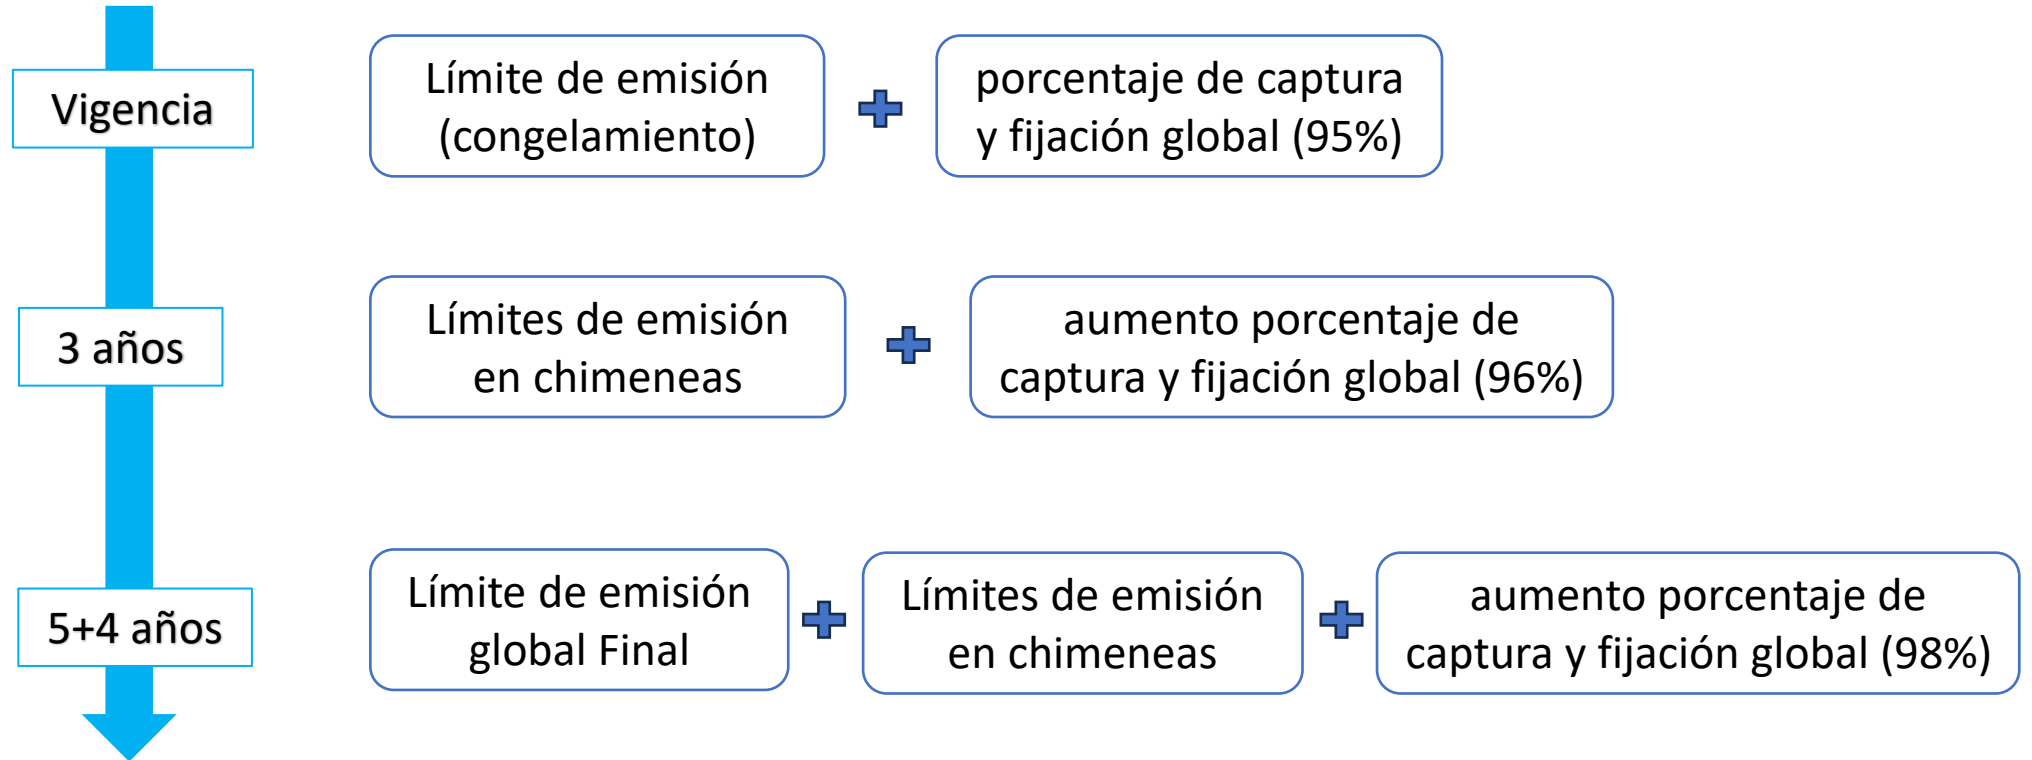 Vigencia
Límite de emisión
(congelamiento)
porcentaje de captura
y fijación global (95%)
3 años
Límites de emisión
en chimeneas
aumento porcentaje de
captura y fijación global (96%)
5+4 años
Límite de emisión
global Final
Límites de emisión
en chimeneas
aumento porcentaje de
captura y fijación global (98%)